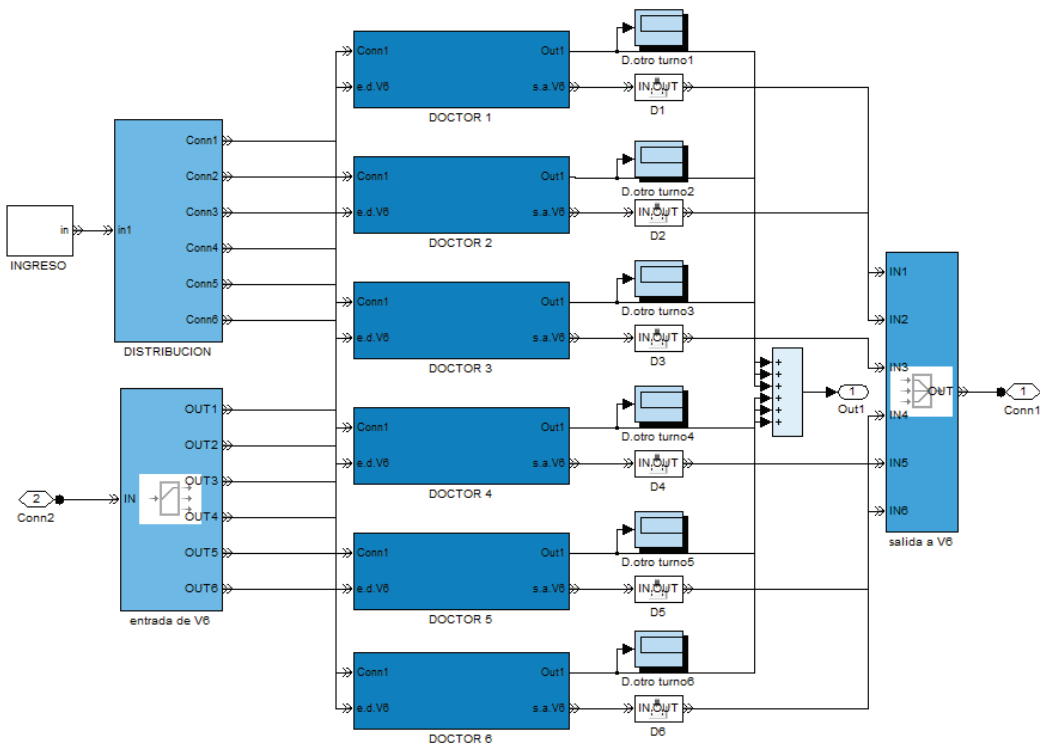 in
INGRESO
in1
Conn1
Conn2
Conn3
Conn4
Conn5
Conn6
DISTRIBUCION
2
Conn2
IN
OUT1
OUT2
OUT3
OUT4
OUT5
OUT6
entrada de V6
Conn1
Out1
e.d.V6
s.a.V6
DOCTOR 1
D.otro turno1
IN OUT
D1
Conn1
Out1
e.d.V6
s.a.V6
DOCTOR 2
D.otro turno2
IN OUT
D2
Conn1
Out1
e.d.V6
s.a.V6
DOCTOR 3
D.otro turno3
IN OUT
D3
Conn1
Out1
e.d.V6
s.a.V6
DOCTOR 4
D.otro turno4
IN OUT
D4
Conn1
Out1
e.d.V6
s.a.V6
DOCTOR 5
D.otro turno5
IN OUT
D5
Conn1
Out1
e.d.V6
s.a.V6
DOCTOR 6
D.otro turno6
IN OUT
D6
+
+
+
+
+
+
1
Out1
IN1
IN2
IN3
IN4
IN5
IN6
OUT
salida a V6
1
Conn1